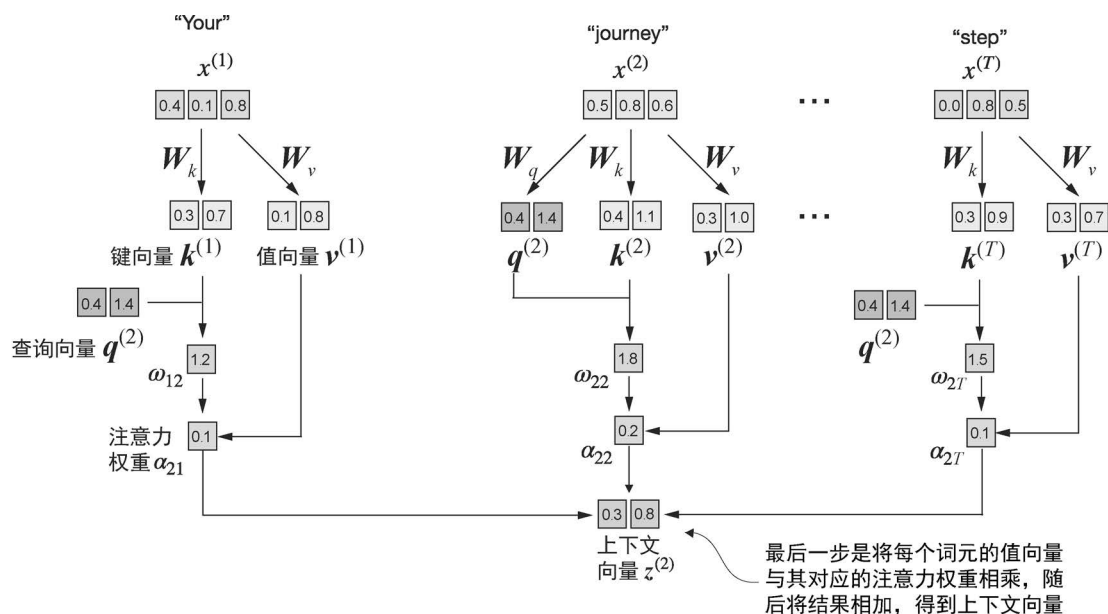 “Your” “journey” “step”
x(1) x(2) x(T)
0.4 0.1 0.8 0.5 0.8 0.6 ... 0.0 0.8 0.5
Wk Wv Wq Wk Wv Wk Wv
0.3 0.7 0.1 0.8 0.4 1.4 0.4 1.1 0.3 1.0 ... 0.3 0.9 0.3 0.7
键向量 k(1) 值向量 v(1) q(2) k(2) v(2) k(T) v(T)
0.4 1.4 0.4 1.4
查询向量 q(2) q(2)
1.2 1.8 1.5
ω12 ω22 ω2T
0.1 0.2 0.1
注意力
权重 α21 α22 α2T
0.3 0.8
上下文
向量 z(2)
最后一步是将每个词元的值向量
与其对应的注意力权重相乘，随
后将结果相加，得到上下文向量